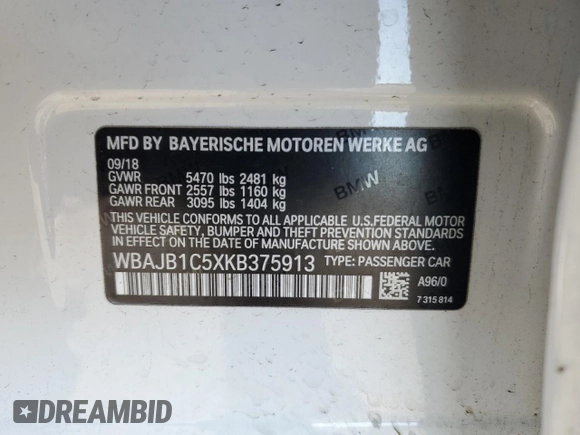 MFD BY BAYERISCHE MOTOREN WERKE AG
09/18
GVWR 5470 lbs 2481 kg
GAWR FRONT 2557 lbs 1160 kg
GAWR REAR 3095 lbs 1404 kg
THIS VEHICLE CONFORMS TO ALL APPLICABLE U.S.FEDERAL MOTOR
VEHICLE SAFETY, BUMPER, AND THEFT PREVENTION STANDARDS
IN EFFECT ON THE DATE OF MANUFACTURE SHOWN ABOVE.
WBAJB1C5XKB375913 TYPE: PASSENGER CAR
A96/0
7 315 814
BMW
DREAMBID